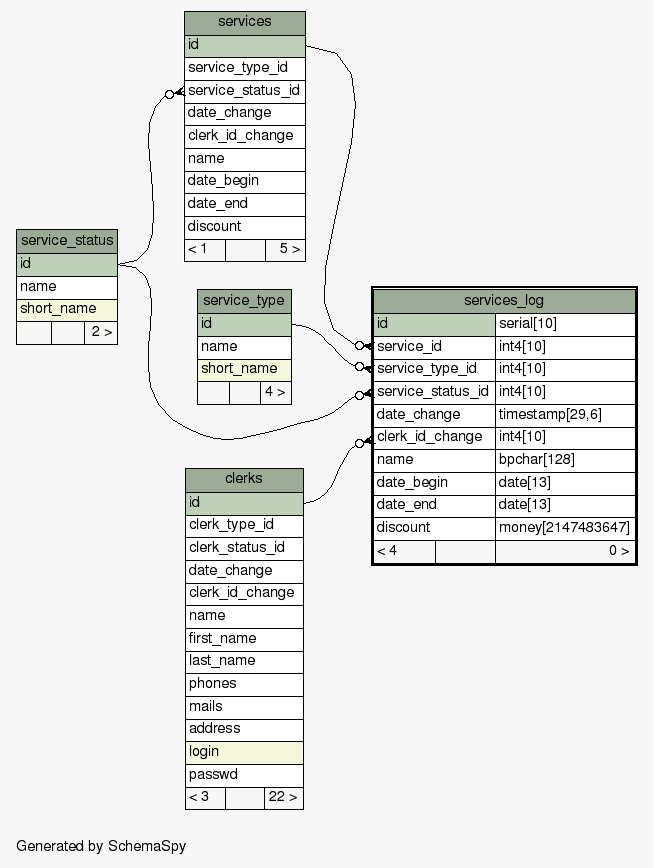 services
id
service_type_id
service_status_id
date_change
clerk_id_change
name
date_begin
date_end
discount
< 1 5 >
service_status
id
name
short_name
2 >
service_type
id
name
short_name
4 >
services_log
id serial[10]
service_id int4[10]
service_type_id int4[10]
service_status_id int4[10]
date_change timestamp[29,6]
clerk_id_change int4[10]
name bpchar[128]
date_begin date[13]
date_end date[13]
discount money[2147483647]
< 4 0 >
clerks
id
clerk_type_id
clerk_status_id
date_change
clerk_id_change
name
first_name
last_name
phones
mails
address
login
passwd
< 3 22 >
Generated by SchemaSpy